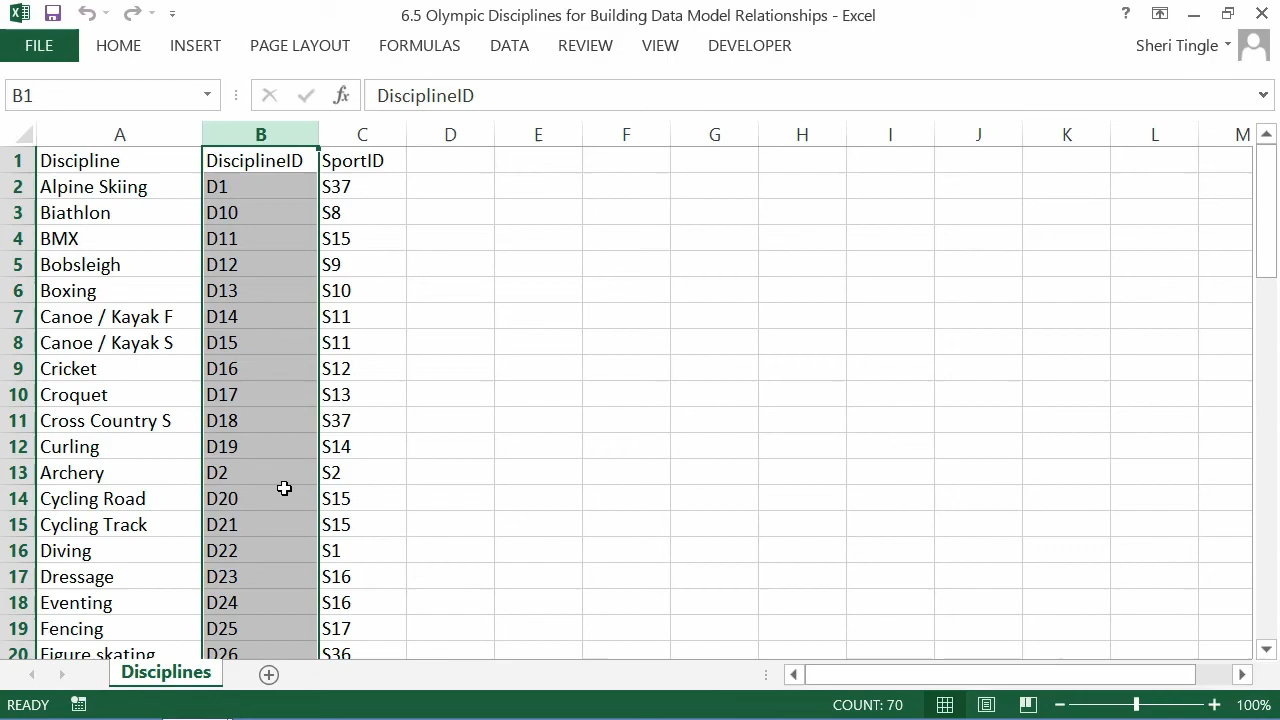 6.5 Olympic Disciplines for Building Data Model Relationships - Excel
?
FILE HOME INSERT PAGE LAYOUT FORMULAS DATA REVIEW VIEW DEVELOPER Sheri Tingle
B1 fx DisciplineID
A B C D E F G H I J K L M
1 Discipline DisciplineID SportID
2 Alpine Skiing D1 S37
3 Biathlon D10 S8
4 BMX D11 S15
5 Bobsleigh D12 S9
6 Boxing D13 S10
7 Canoe / Kayak F D14 S11
8 Canoe / Kayak S D15 S11
9 Cricket D16 S12
10 Croquet D17 S13
11 Cross Country S D18 S37
12 Curling D19 S14
13 Archery D2 S2
14 Cycling Road D20 S15
15 Cycling Track D21 S15
16 Diving D22 S1
17 Dressage D23 S16
18 Eventing D24 S16
19 Fencing D25 S17
20 Figure skating D26 S36
Disciplines
READY COUNT: 70 100%